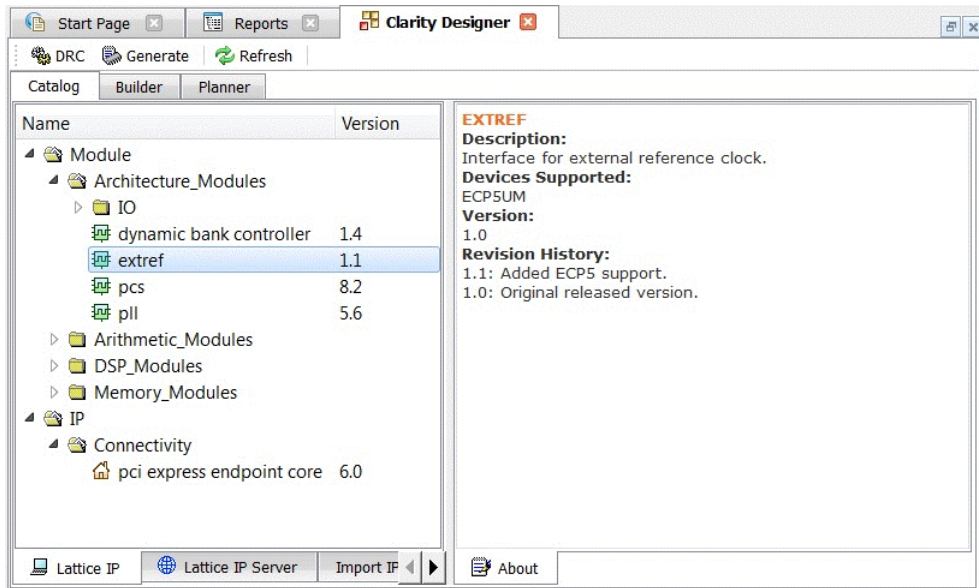 Start Page
Reports
Clarity Designer
DRC
Generate
Refresh
Catalog
Builder
Planner
Name Version
Module
Architecture_Modules
IO
dynamic bank controller 1.4
extref 1.1
pcs 8.2
pll 5.6
Arithmetic_Modules
DSP_Modules
Memory_Modules
IP
Connectivity
pci express endpoint core 6.0
Lattice IP
Lattice IP Server
Import IP
EXTREF
Description:
Interface for external reference clock.
Devices Supported:
ECP5UM
Version:
1.0
Revision History:
1.1: Added ECP5 support.
1.0: Original released version.
About